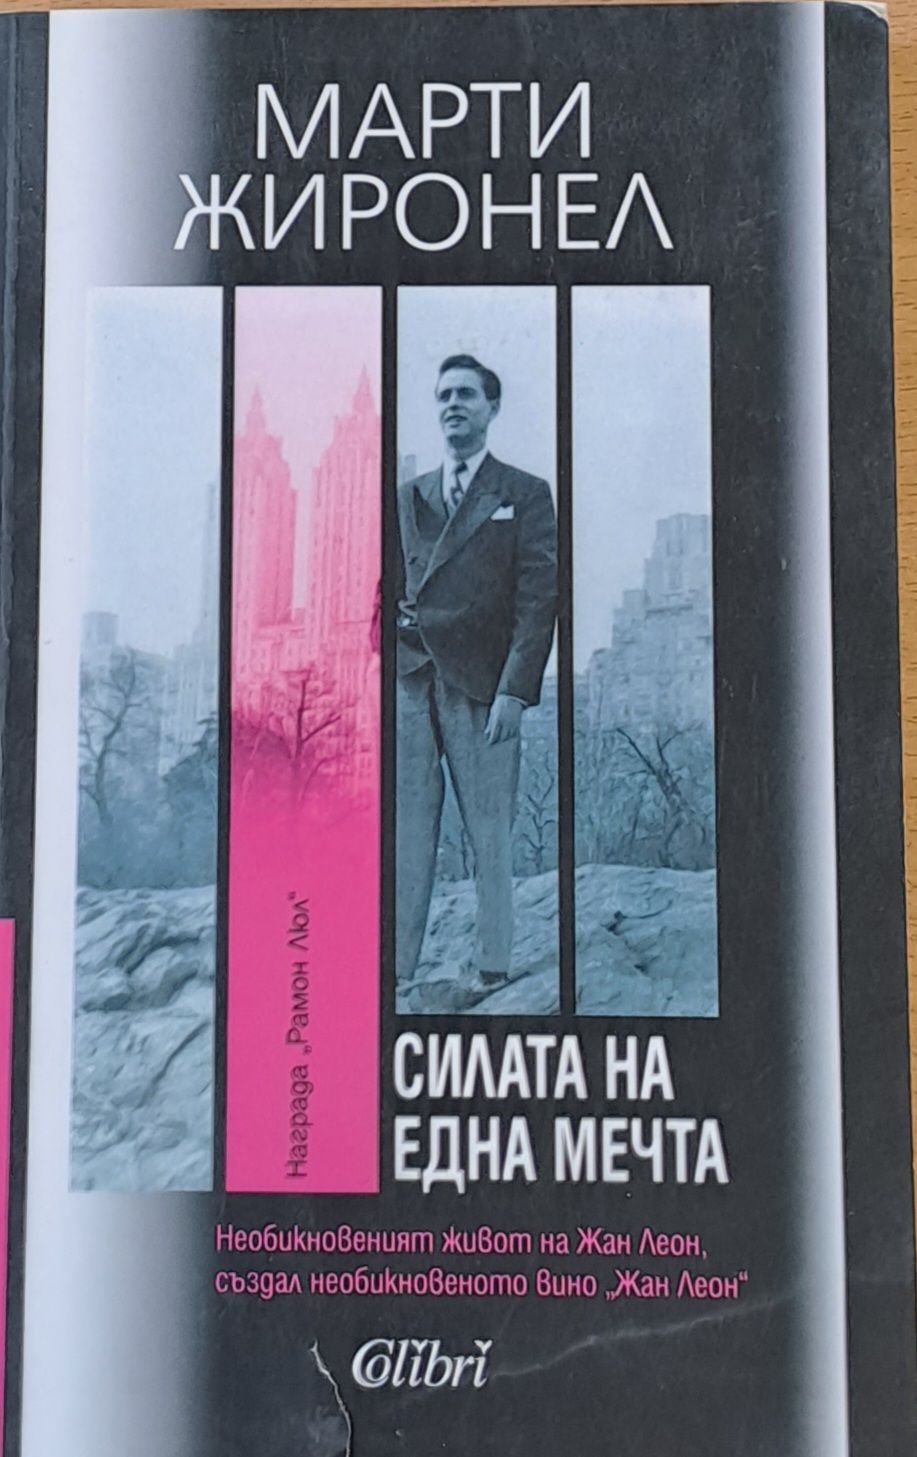 МАРТИ
ЖИРОНЕЛ
Награда „Рамон Люл“
СИЛАТА НА
ЕДНА МЕЧТА
Необикновеният живот на Жан Леон,
създал необикновеното вино „Жан Леон“
Colibri